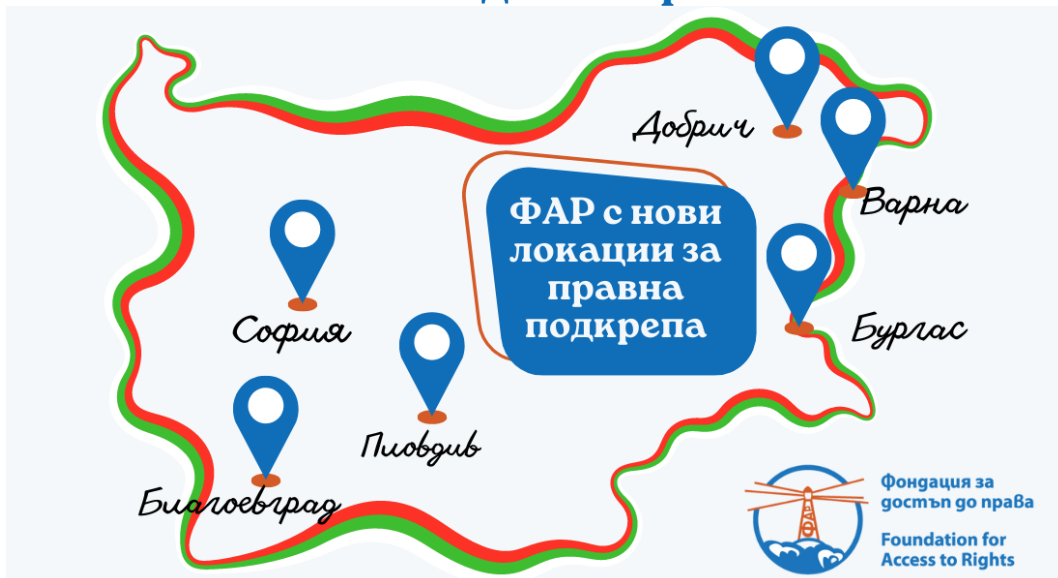 Добрич
Варна
ФАР с нови
локации за
правна
подкрепа
София
Бургас
Пловдив
Благоевград
ФАР
Фондация за
достъп до права
Foundation for
Access to Rights